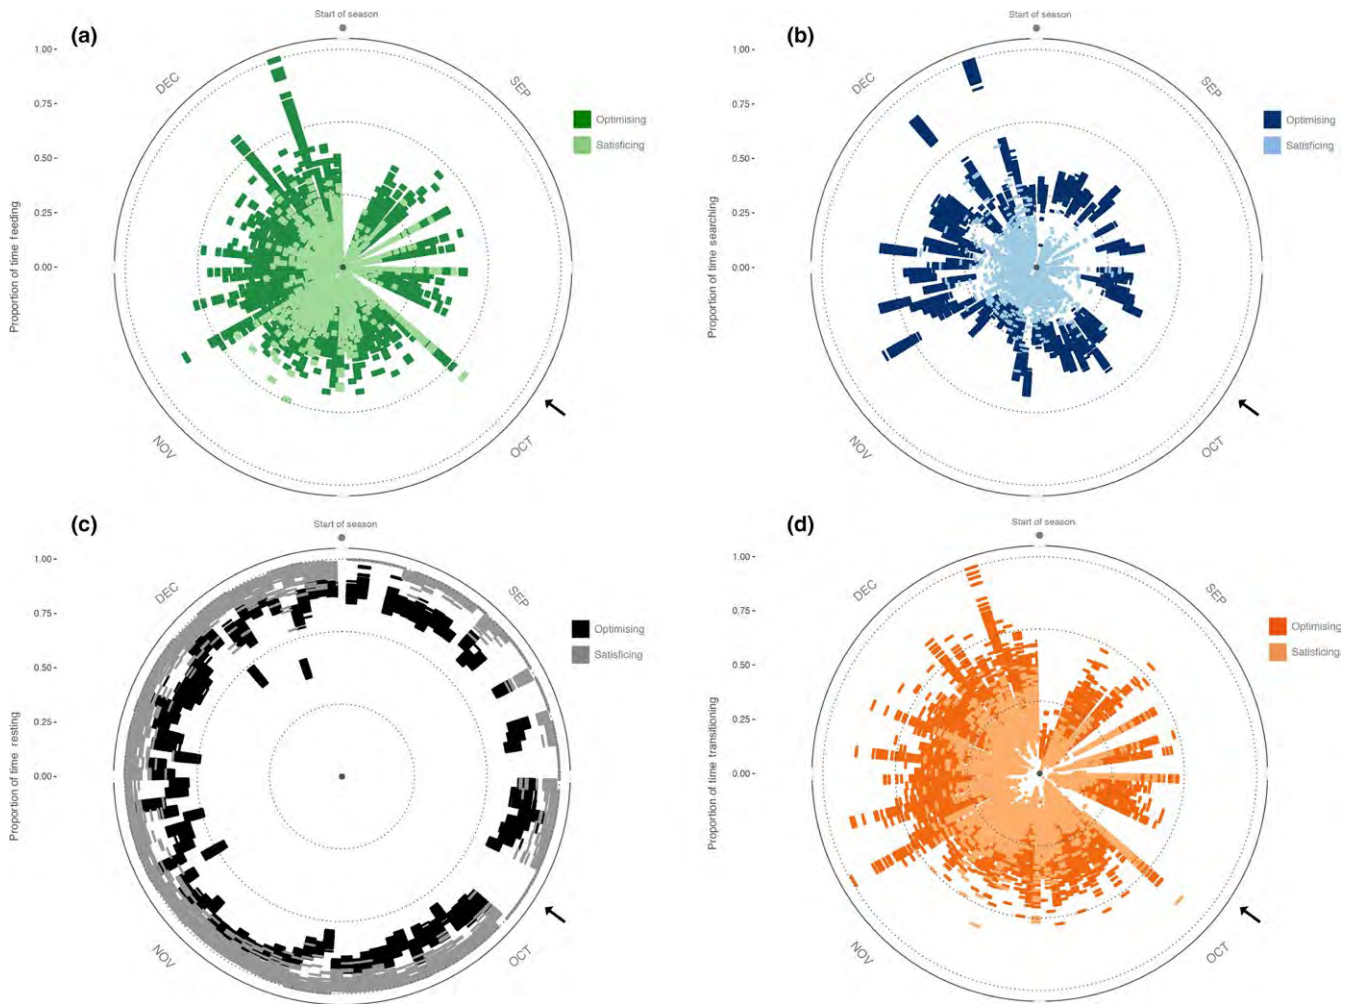 (a)
Start of season
1.00
0.75
0.50
0.25
0.00
Proportion of time feeding
DEC
SEP
NOV
OCT
Optimising
Satisficing
(b)
Start of season
1.00
0.75
0.50
0.25
0.00
Proportion of time searching
DEC
SEP
NOV
OCT
Optimising
Satisficing
(c)
Start of season
1.00
0.75
0.50
0.25
0.00
Proportion of time resting
DEC
SEP
NOV
OCT
Optimising
Satisficing
(d)
Start of season
1.00
0.75
0.50
0.25
0.00
Proportion of time transitioning
DEC
SEP
NOV
OCT
Optimising
Satisficing